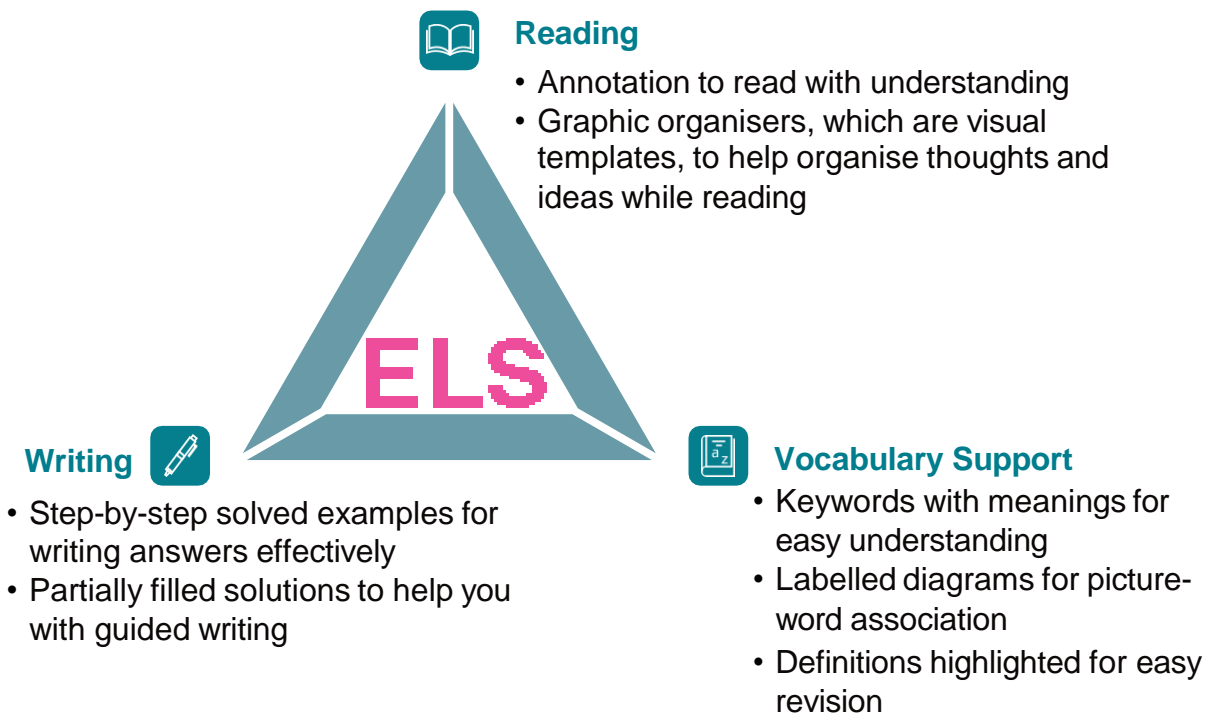 Reading
• Annotation to read with understanding
• Graphic organisers, which are visual
templates, to help organise thoughts and
ideas while reading
ELS
Writing
• Step-by-step solved examples for
writing answers effectively
• Partially filled solutions to help you
with guided writing
a z
Vocabulary Support
• Keywords with meanings for
easy understanding
• Labelled diagrams for picture-
word association
• Definitions highlighted for easy
revision